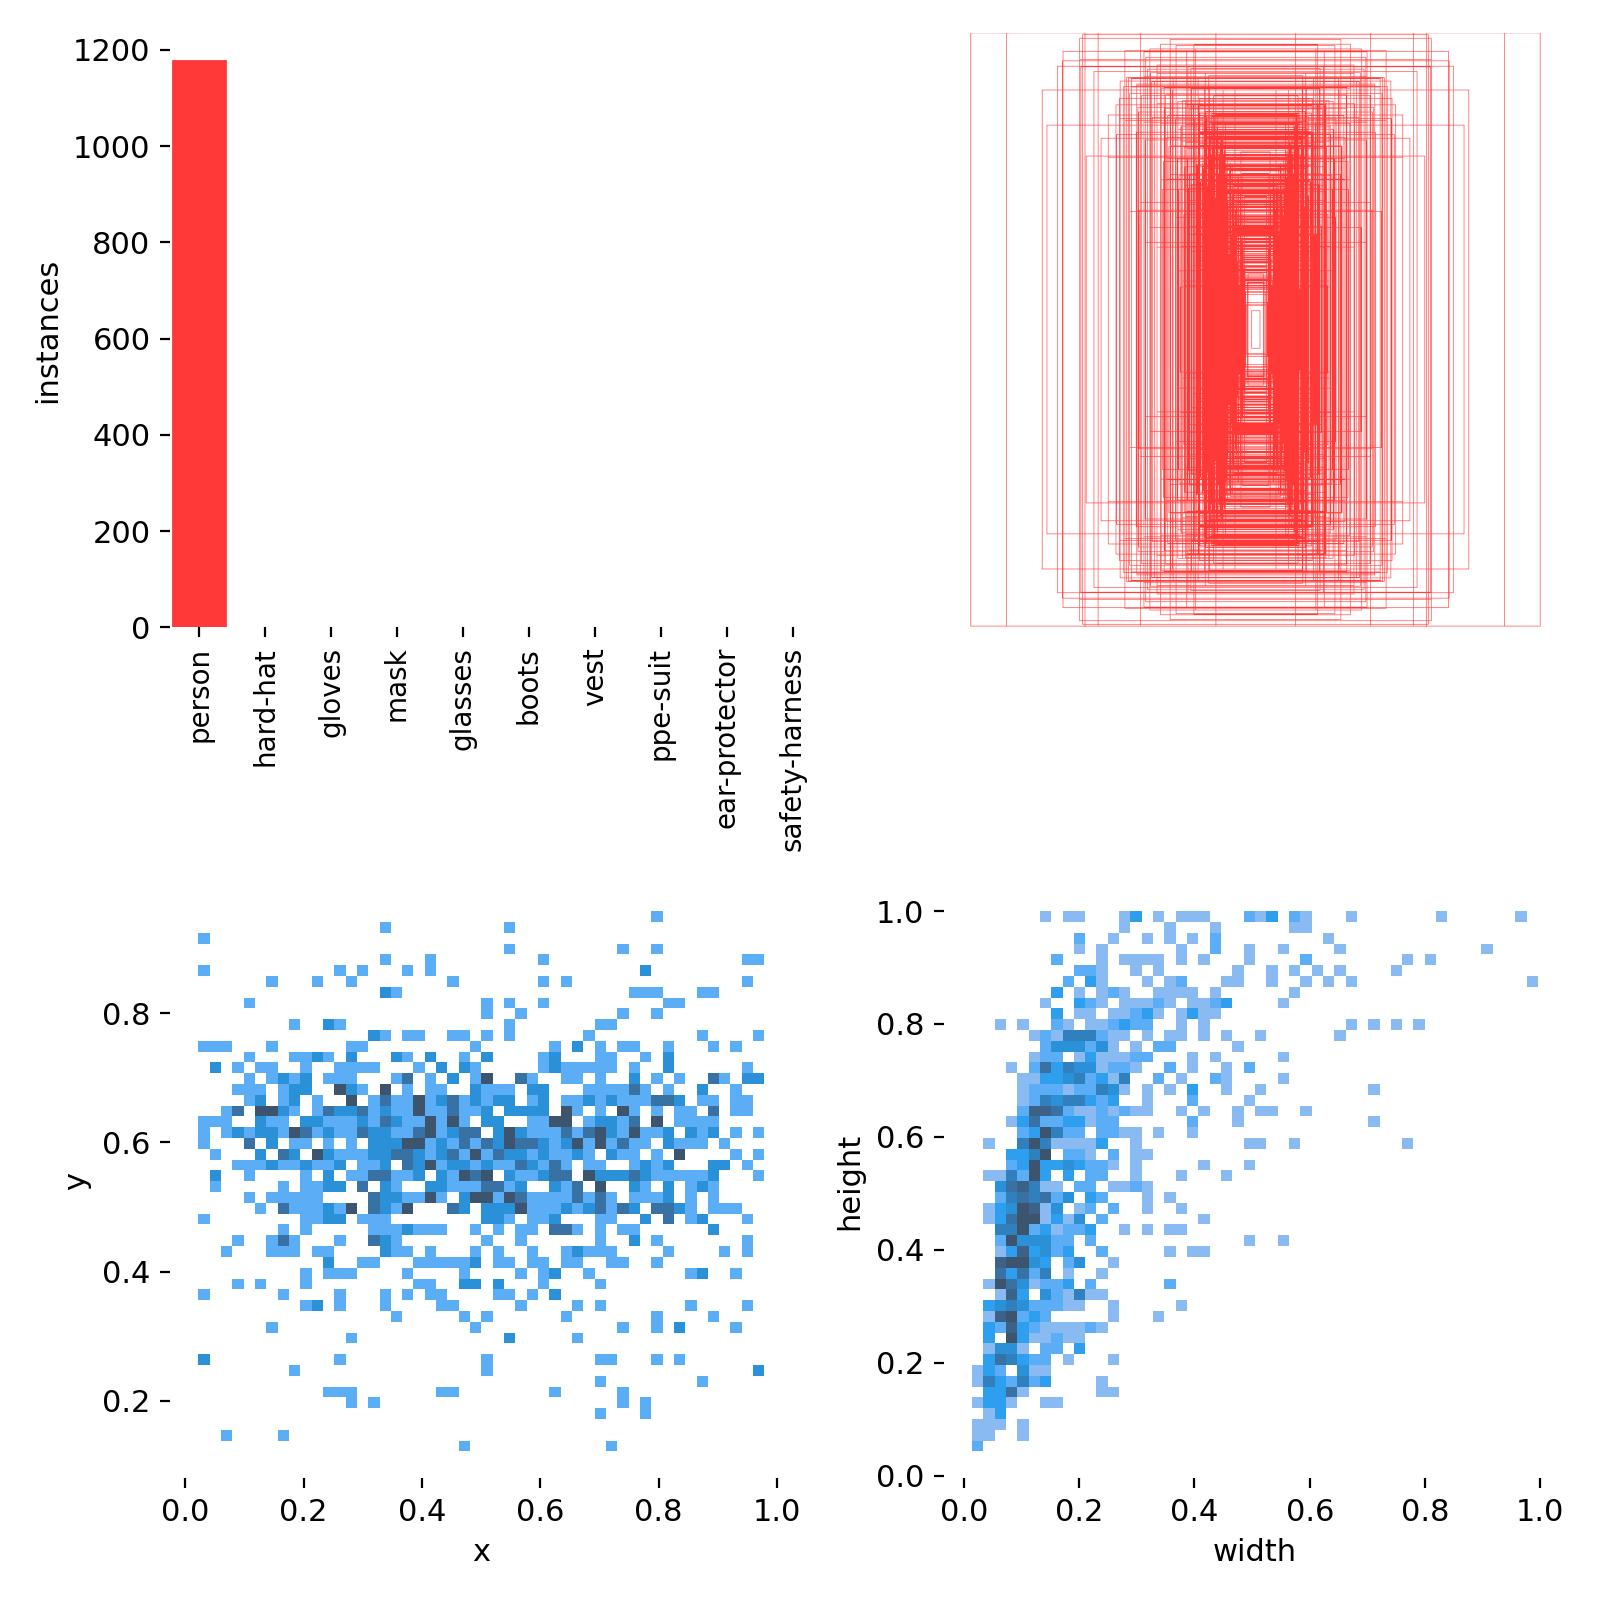 1200
1000
800
600
400
200
0
instances
person
hard-hat
gloves
mask
glasses
boots
vest
ppe-suit
ear-protector
safety-harness
0.8
0.6
0.4
0.2
y
0.0 0.2 0.4 0.6 0.8 1.0
x
1.0
0.8
0.6
0.4
0.2
0.0
height
0.0 0.2 0.4 0.6 0.8 1.0
width